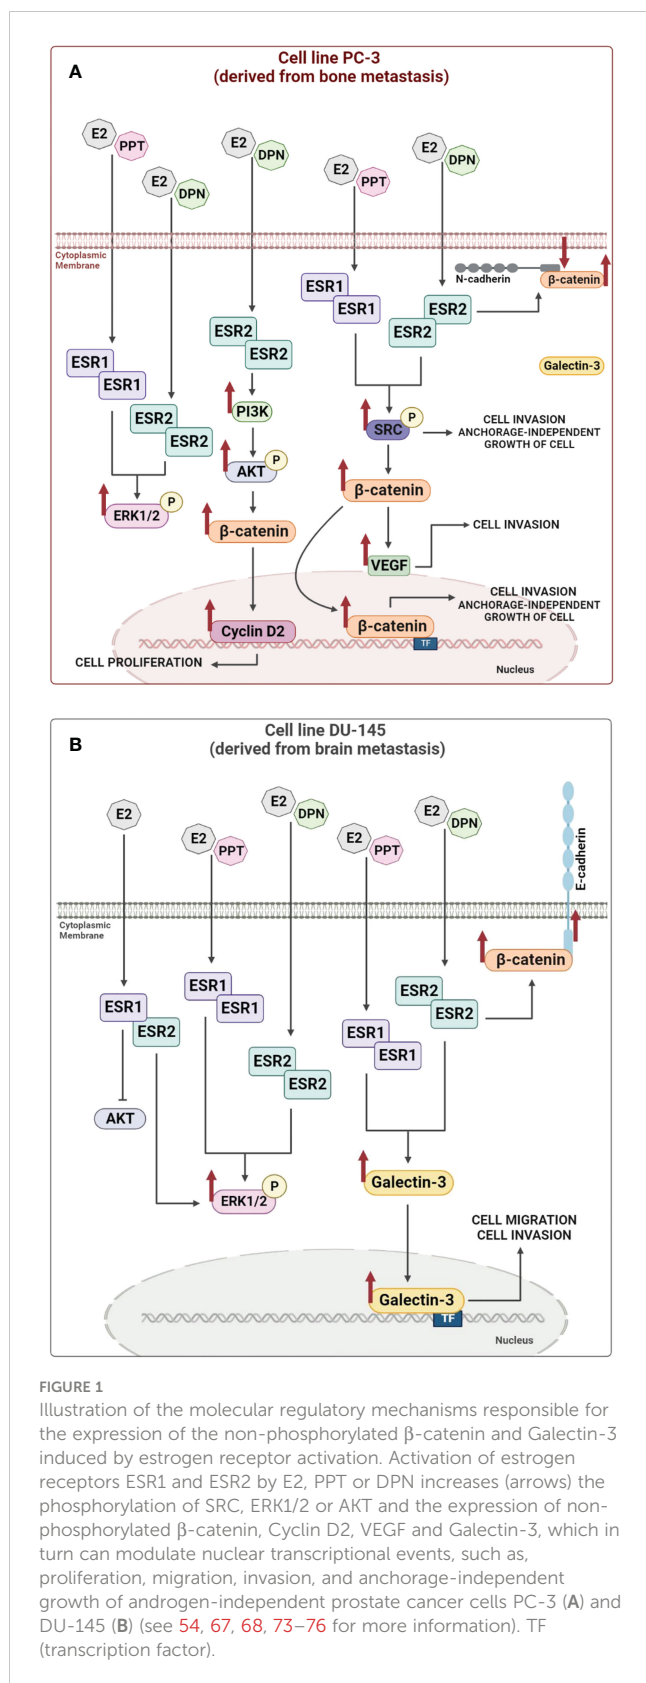 A
Cell line PC-3
(derived from bone metastasis)
E2
PPT
E2
DPN
E2
DPN
E2
PPT
E2
DPN
Cytoplasmic
Membrane
N-cadherin
β-catenin
ESR1
ESR1
ESR2
ESR2
ESR2
ESR2
ESR1
ESR1
ESR2
ESR2
Galectin-3
PI3K
P
AKT
P
ERK1/2
β-catenin
P
SRC
CELL INVASION
ANCHORAGE-INDEPENDENT
GROWTH OF CELL
β-catenin
VEGF
CELL INVASION
Cyclin D2
β-catenin
TF
CELL INVASION
ANCHORAGE-INDEPENDENT
GROWTH OF CELL
CELL PROLIFERATION
Nucleus
B
Cell line DU-145
(derived from brain metastasis)
E2
E2
PPT
E2
DPN
E2
PPT
E2
DPN
E-cadherin
Cytoplasmic
Membrane
β-catenin
ESR1
ESR2
ESR1
ESR1
ESR2
ESR2
ESR1
ESR1
ESR2
ESR2
AKT
P
ERK1/2
Galectin-3
CELL MIGRATION
CELL INVASION
Galectin-3
TF
Nucleus
FIGURE 1
Illustration of the molecular regulatory mechanisms responsible for
the expression of the non-phosphorylated β-catenin and Galectin-3
induced by estrogen receptor activation. Activation of estrogen
receptors ESR1 and ESR2 by E2, PPT or DPN increases (arrows) the
phosphorylation of SRC, ERK1/2 or AKT and the expression of non-
phosphorylated β-catenin, Cyclin D2, VEGF and Galectin-3, which in
turn can modulate nuclear transcriptional events, such as,
proliferation, migration, invasion, and anchorage-independent
growth of androgen-independent prostate cancer cells PC-3 (A) and
DU-145 (B) (see 54, 67, 68, 73–76 for more information). TF
(transcription factor).